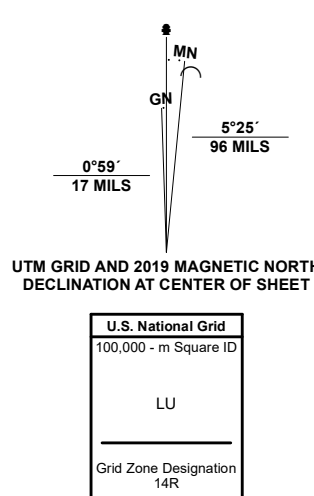 MN
GN
5°25´
96 MILS
0°59´
17 MILS
UTM GRID AND 2019 MAGNETIC NORTH
DECLINATION AT CENTER OF SHEET
U.S. National Grid
100,000 - m Square ID
LU
Grid Zone Designation
14R